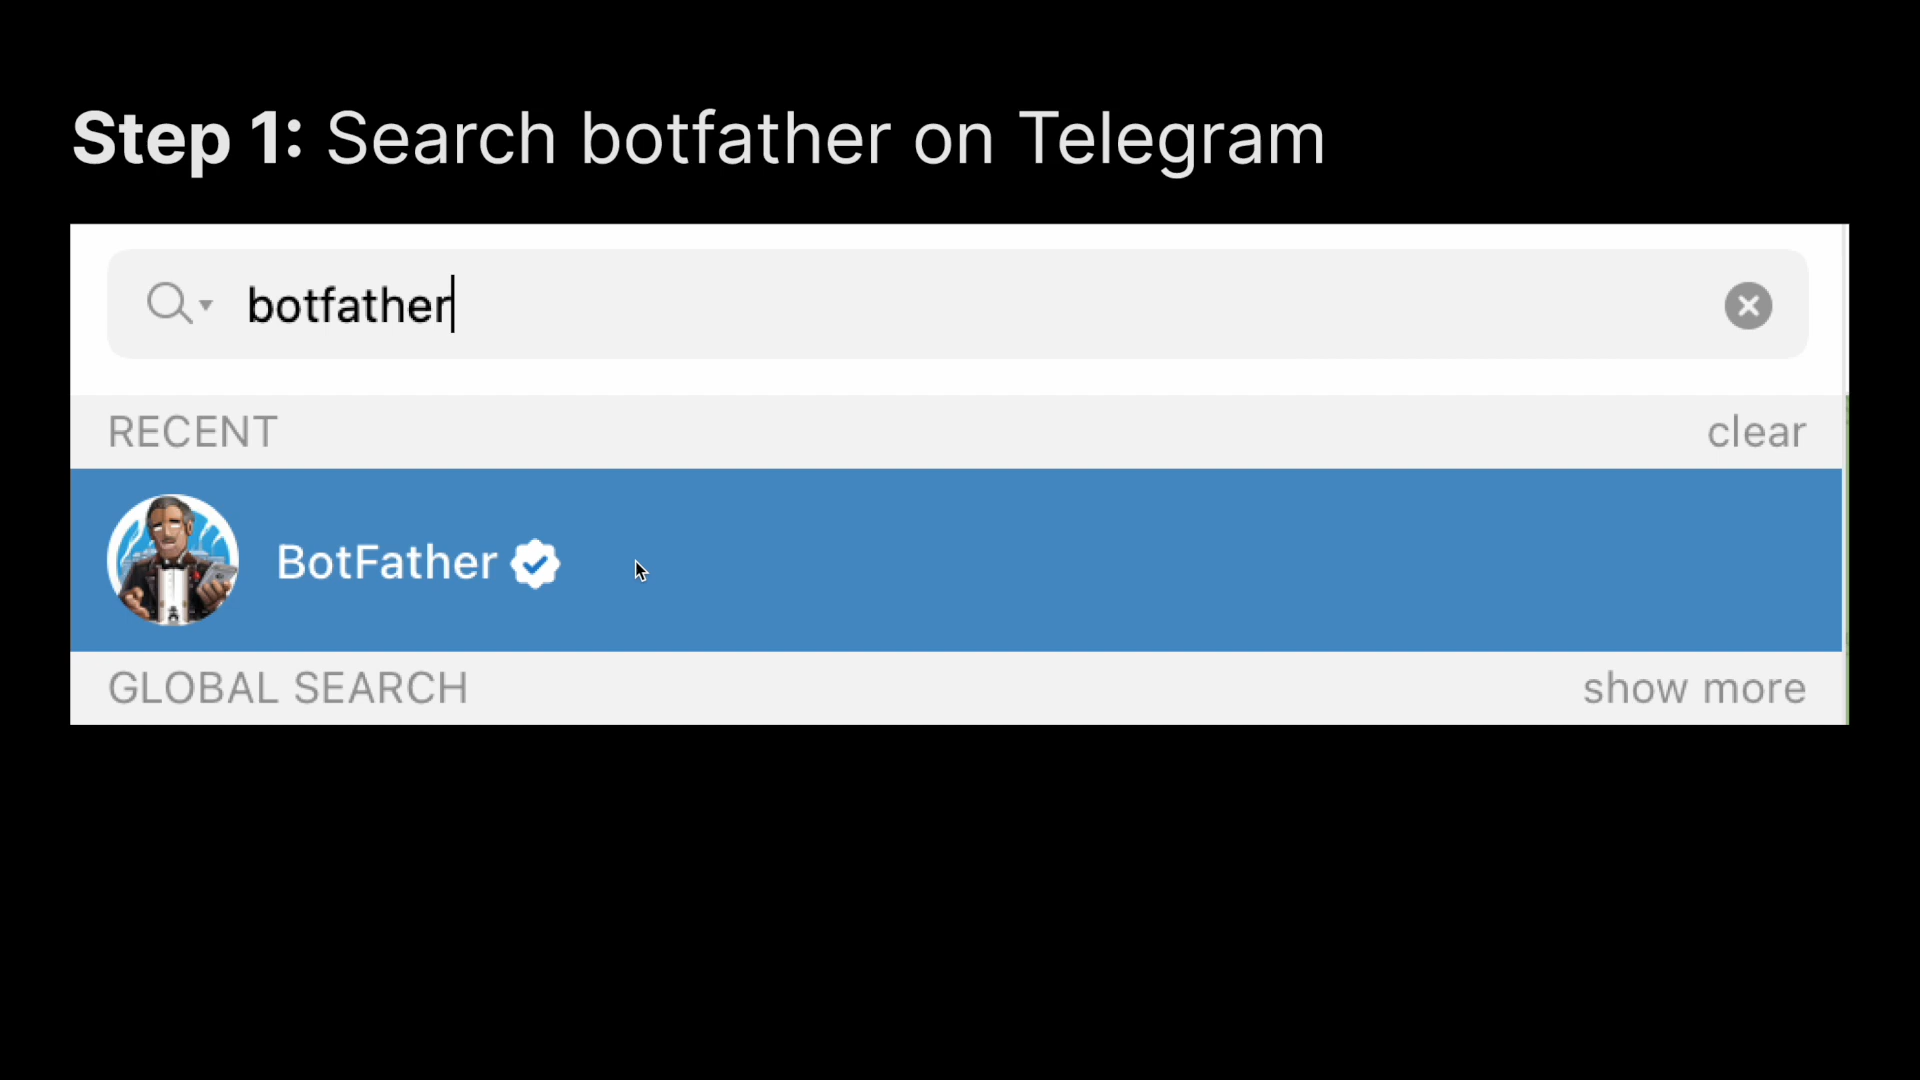 Step 1: Search botfather on Telegram
botfather
RECENT clear
BotFather
GLOBAL SEARCH show more